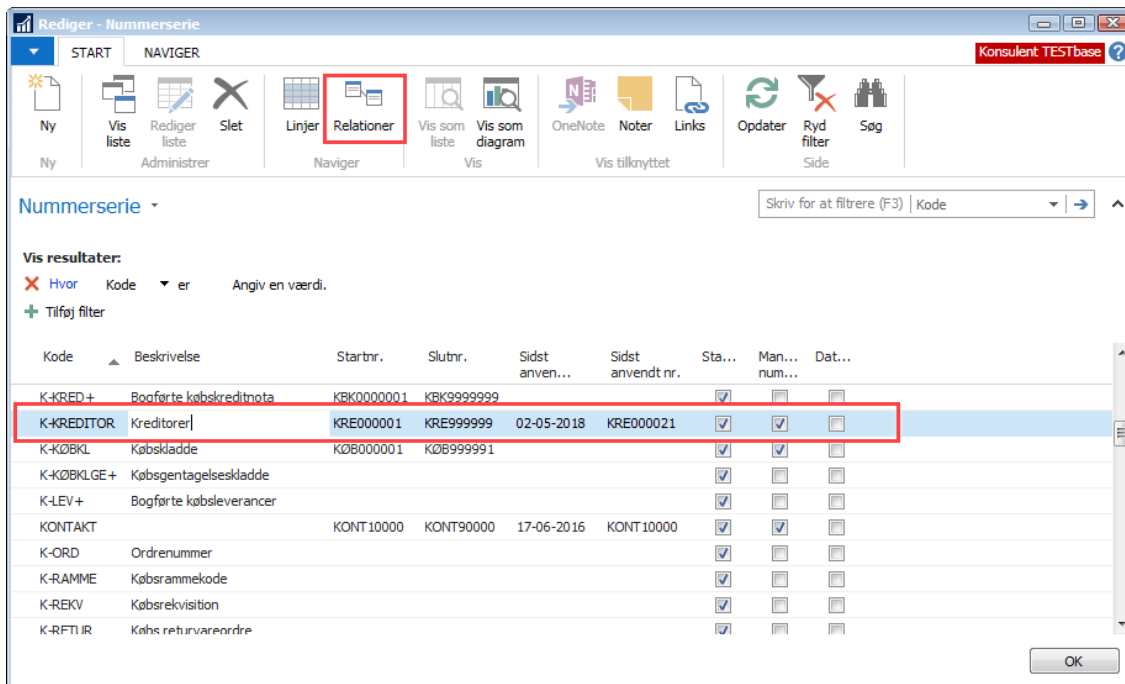 Rediger - Nummerserie
START NAVIGER Konsulent TESTbase
Ny Vis liste Rediger liste Slet Linjer Relationer Vis som liste Vis som diagram OneNote Noter Links Opdater Ryd filter Søg
Ny Administrer Naviger Vis Vis tilknyttet Side
Nummerserie Skriv for at filtrere (F3) | Kode
Vis resultater:
Hvor Kode er Angiv en værdi.
Tilføj filter
Kode Beskrivelse Startnr. Slutnr. Sidst anven... Sidst anvendt nr. Sta... Man... num... Dat...
K-KRED+ Bogførte købskreditnota KBK0000001 KBK9999999
K-KREDITOR Kreditorer KRE000001 KRE999999 02-05-2018 KRE000021
K-KØBKL Købskladde KØB000001 KØB999991
K-KØBKLGE+ Købsgentagelseskladde
K-LEV+ Bogførte købsleverancer
KONTAKT KONT10000 KONT90000 17-06-2016 KONT10000
K-ORD Ordrenummer
K-RAMME Købsrammekode
K-REKV Købsrekvisition
K-RETUR Købs returvareordre
OK